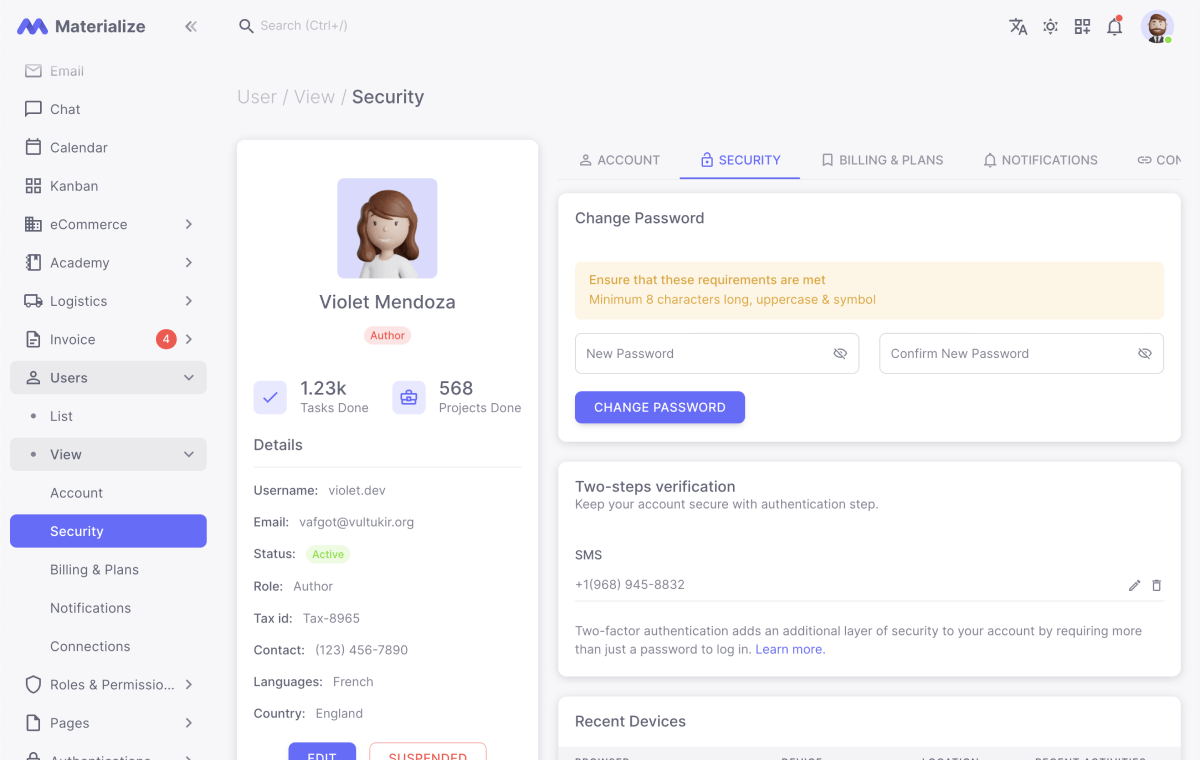 Materialize
Search (Ctrl+/)
Email
Chat
Calendar
Kanban
eCommerce
Academy
Logistics
Invoice 4
Users
List
View
Account
Security
Billing & Plans
Notifications
Connections
Roles & Permissio...
Pages
Authentications
User / View / Security
Violet Mendoza
Author
1.23k
Tasks Done
568
Projects Done
Details
Username: violet.dev
Email: vafgot@vultukir.org
Status: Active
Role: Author
Tax id: Tax-8965
Contact: (123) 456-7890
Languages: French
Country: England
EDIT SUSPENDED
ACCOUNT SECURITY BILLING & PLANS NOTIFICATIONS CON
Change Password
Ensure that these requirements are met
Minimum 8 characters long, uppercase & symbol
New Password Confirm New Password
CHANGE PASSWORD
Two-steps verification
Keep your account secure with authentication step.
SMS
+1(968) 945-8832
Two-factor authentication adds an additional layer of security to your account by requiring more
than just a password to log in. Learn more.
Recent Devices
BROWSER DEVICE LOCATION RECENT ACTIVITIES